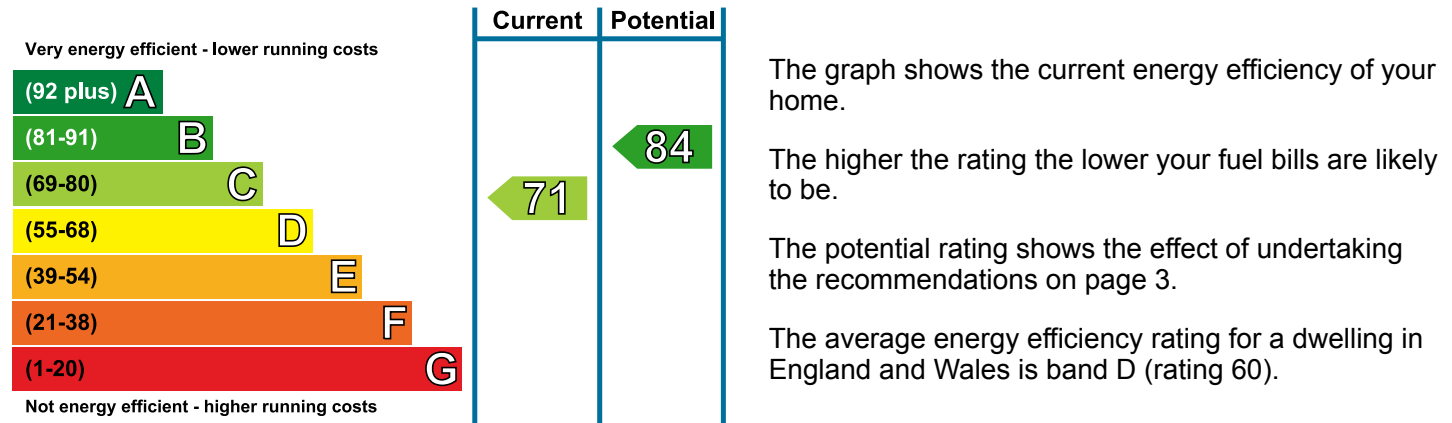 Current Potential
Very energy efficient - lower running costs
(92 plus) A
(81-91) B
84
(69-80) C
71
(55-68) D
(39-54) E
(21-38) F
(1-20) G
Not energy efficient - higher running costs
The graph shows the current energy efficiency of your
home.
The higher the rating the lower your fuel bills are likely
to be.
The potential rating shows the effect of undertaking
the recommendations on page 3.
The average energy efficiency rating for a dwelling in
England and Wales is band D (rating 60).